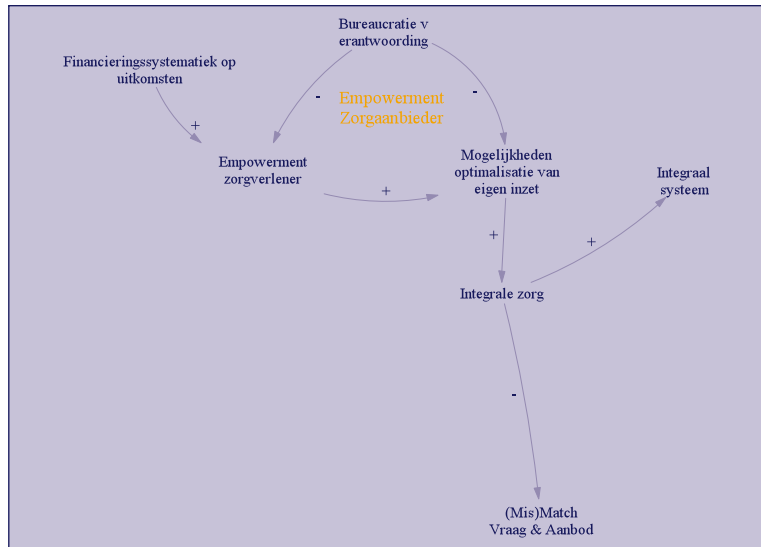 Bureaucratie v
erantwoording
Financieringssystematiek op
uitkomsten
-
-
Empowerment
Zorgaanbieder
+
Empowerment
zorgverlener
Mogelijkheden
optimalisatie van
eigen inzet
Integraal
systeem
+
+
+
Integrale zorg
-
(Mis)Match
Vraag & Aanbod